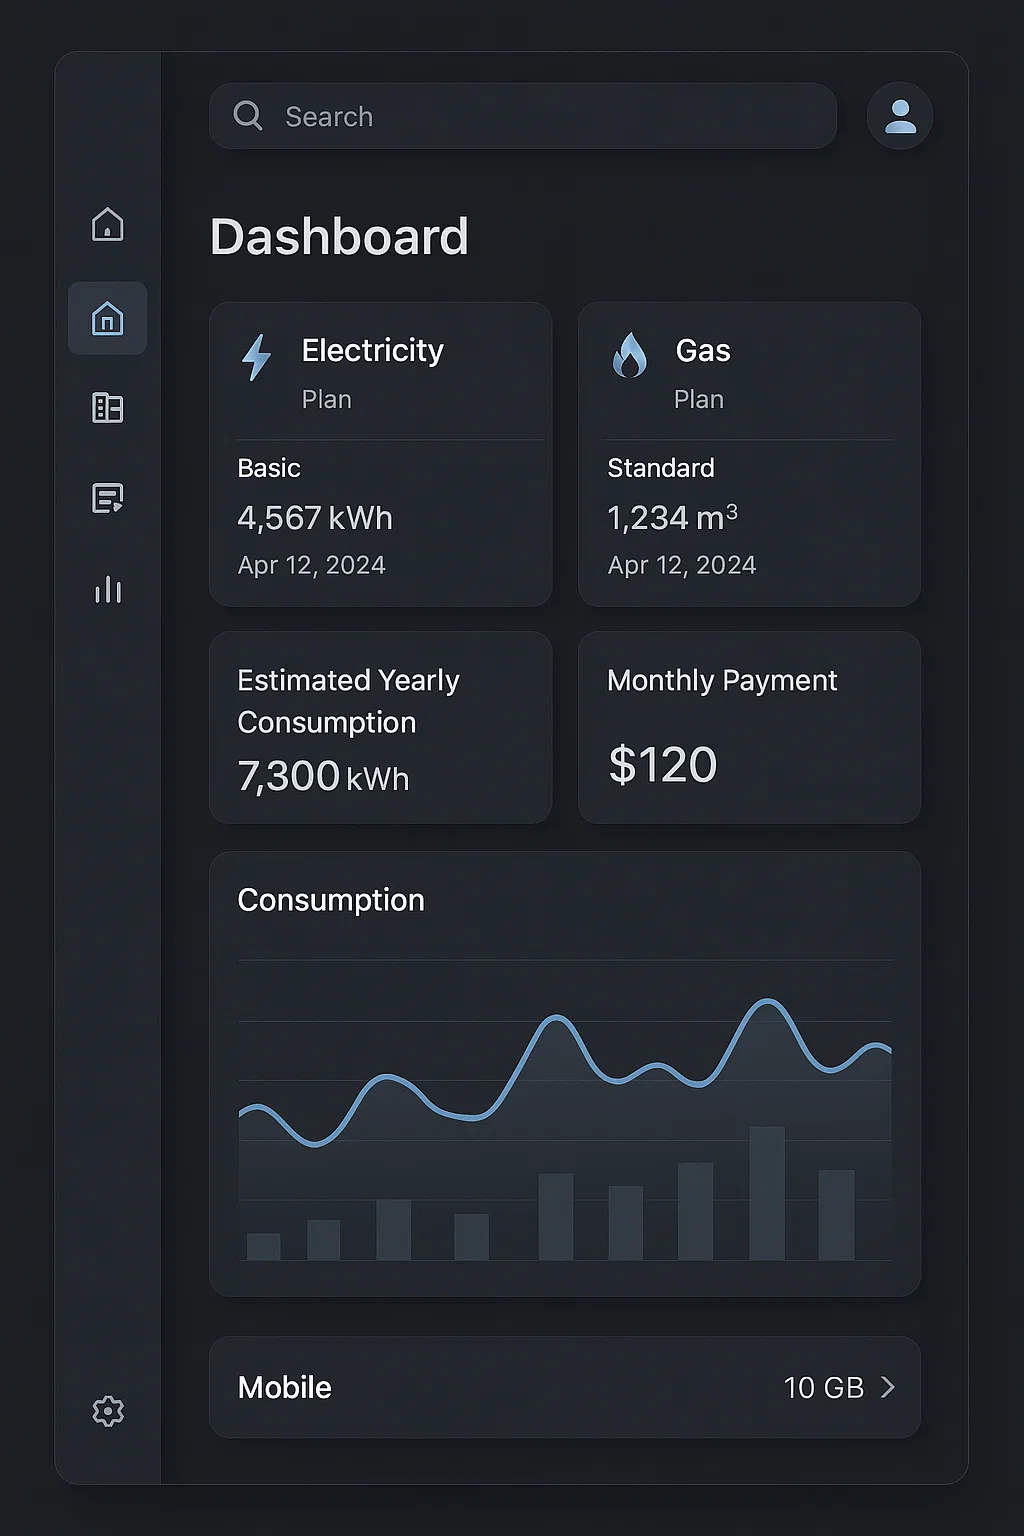 Search
Dashboard
Electricity
Plan
Basic
4,567 kWh
Apr 12, 2024
Gas
Plan
Standard
1,234 m³
Apr 12, 2024
Estimated Yearly
Consumption
7,300 kWh
Monthly Payment
$120
Consumption
Mobile
10 GB